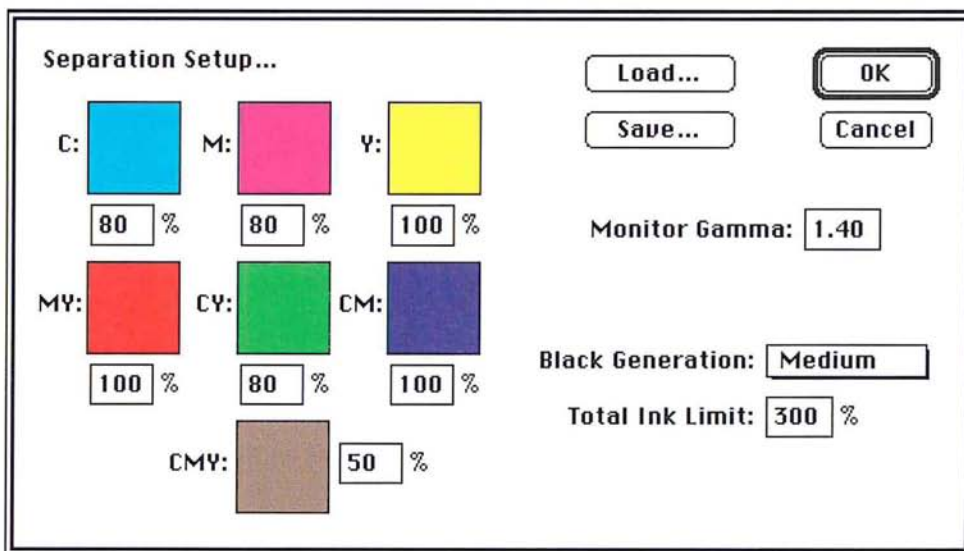 Separation Setup...
Load...
OK
C:
M:
Y:
Save...
Cancel
80 %
80 %
100 %
Monitor Gamma: 1.40
MY:
CY:
CM:
100 %
80 %
100 %
Black Generation: Medium
Total Ink Limit: 300 %
CMY:
50 %